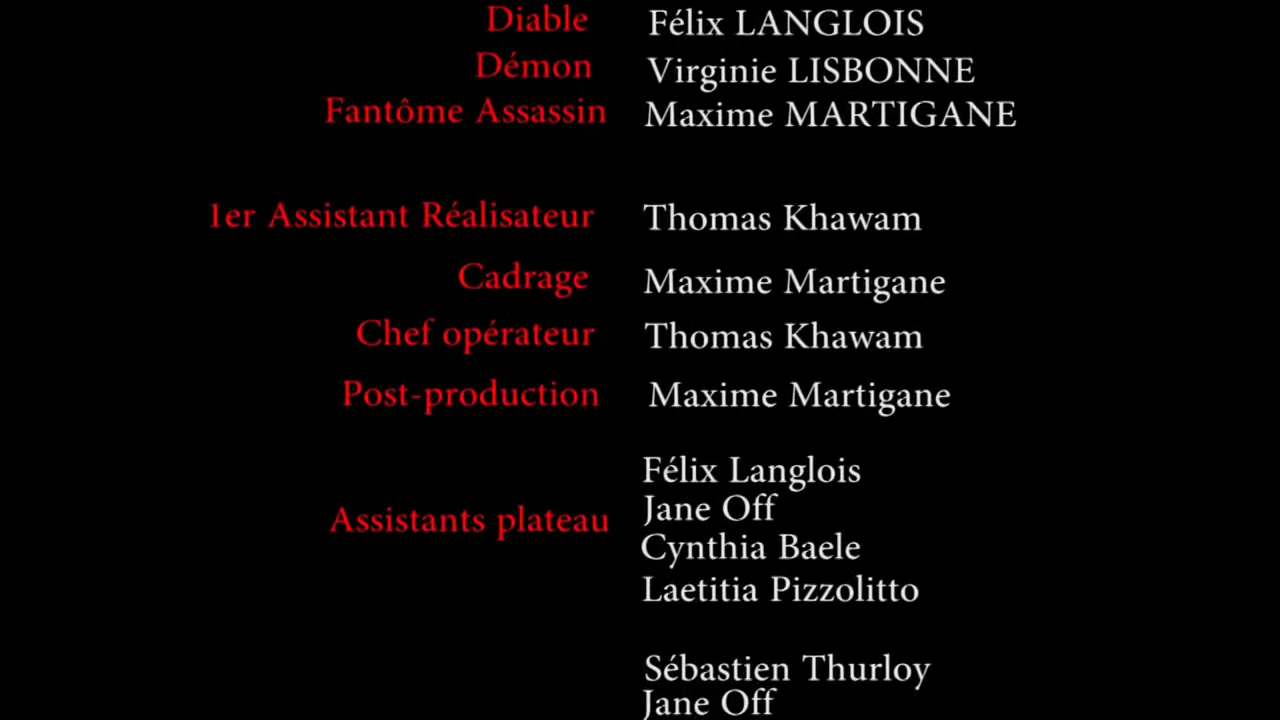 Diable Félix LANGLOIS
Démon Virginie LISBONNE
Fantôme Assassin Maxime MARTIGANE
1er Assistant Réalisateur Thomas Khawam
Cadrage Maxime Martigane
Chef opérateur Thomas Khawam
Post-production Maxime Martigane
Félix Langlois
Jane Off
Assistants plateau
Cynthia Baele
Laetitia Pizzolitto
Sébastien Thurloy
Jane Off